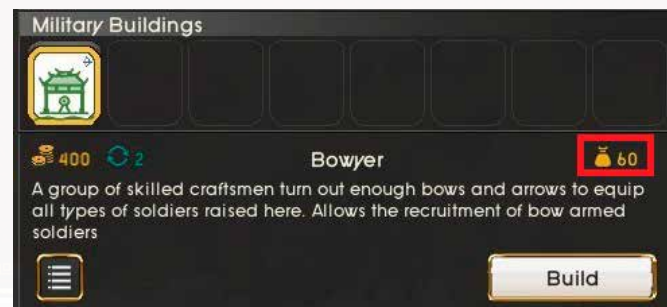 Military Buildings
400 2 Bowyer 60
A group of skilled craftsmen turn out enough bows and arrows to equip
all types of soldiers raised here. Allows the recruitment of bow armed
soldiers
Build